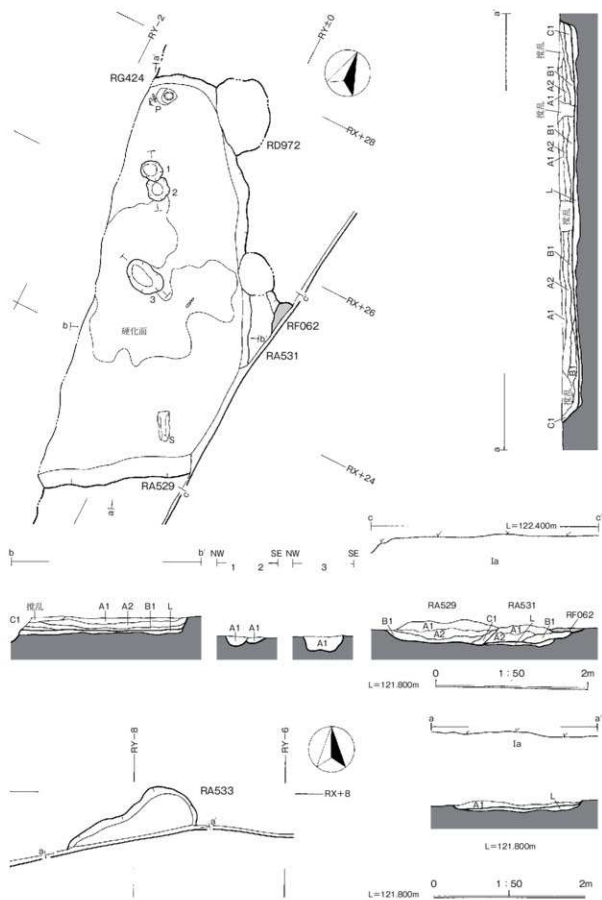 RY-2
RY±0
a'
RG424
P
RD972
RX+28
1
2
3
c'
RX+26
b
硬化面
b'
RF062
RA531
S
RX+24
RA529
c
a
a'
C1
撹乱
B1
A2
A1
撹乱
B1
A2
A1
L
撹乱
B1
A2
A1
B1
撹乱
C1
a
c L=122.400m c'
Ia
b b' NW SE NW SE
1 2 3
撹乱
C1 A1 A2 B1 L
A1 A1
A1
RA529 C1 RA531 L RF062
B1 A1 A1 B1
A2 A2
L=121.800m
0 1:50 2m
RY-8
RY-6
RA533
RX+8
a a'
a a'
Ia
A1 L
L=121.800m
L=121.800m
0 1:50 2m